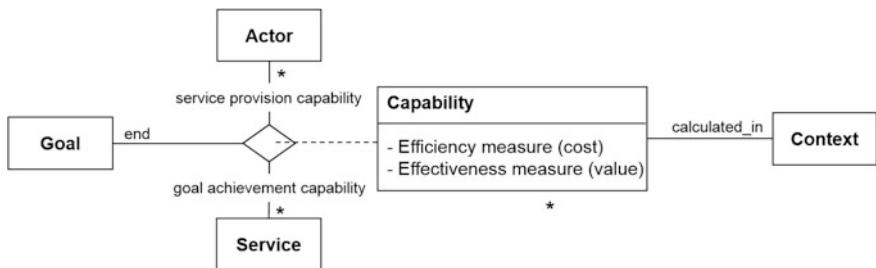 Actor
*
service provision capability
Capability
Goal
end
- Efficiency measure (cost)
- Effectiveness measure (value)
calculated_in
Context
goal achievement capability
*
*
Service